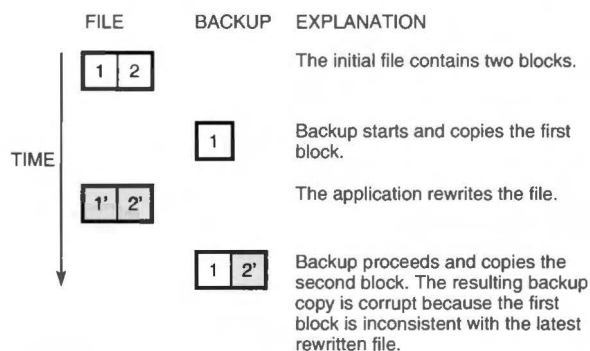 FILE BACKUP EXPLANATION
1 2
The initial file contains two blocks.
1
Backup starts and copies the first
block.
TIME
1' 2'
The application rewrites the file.
1 2'
Backup proceeds and copies the
second block. The resulting backup
copy is corrupt because the first
block is inconsistent with the latest
rewritten file.